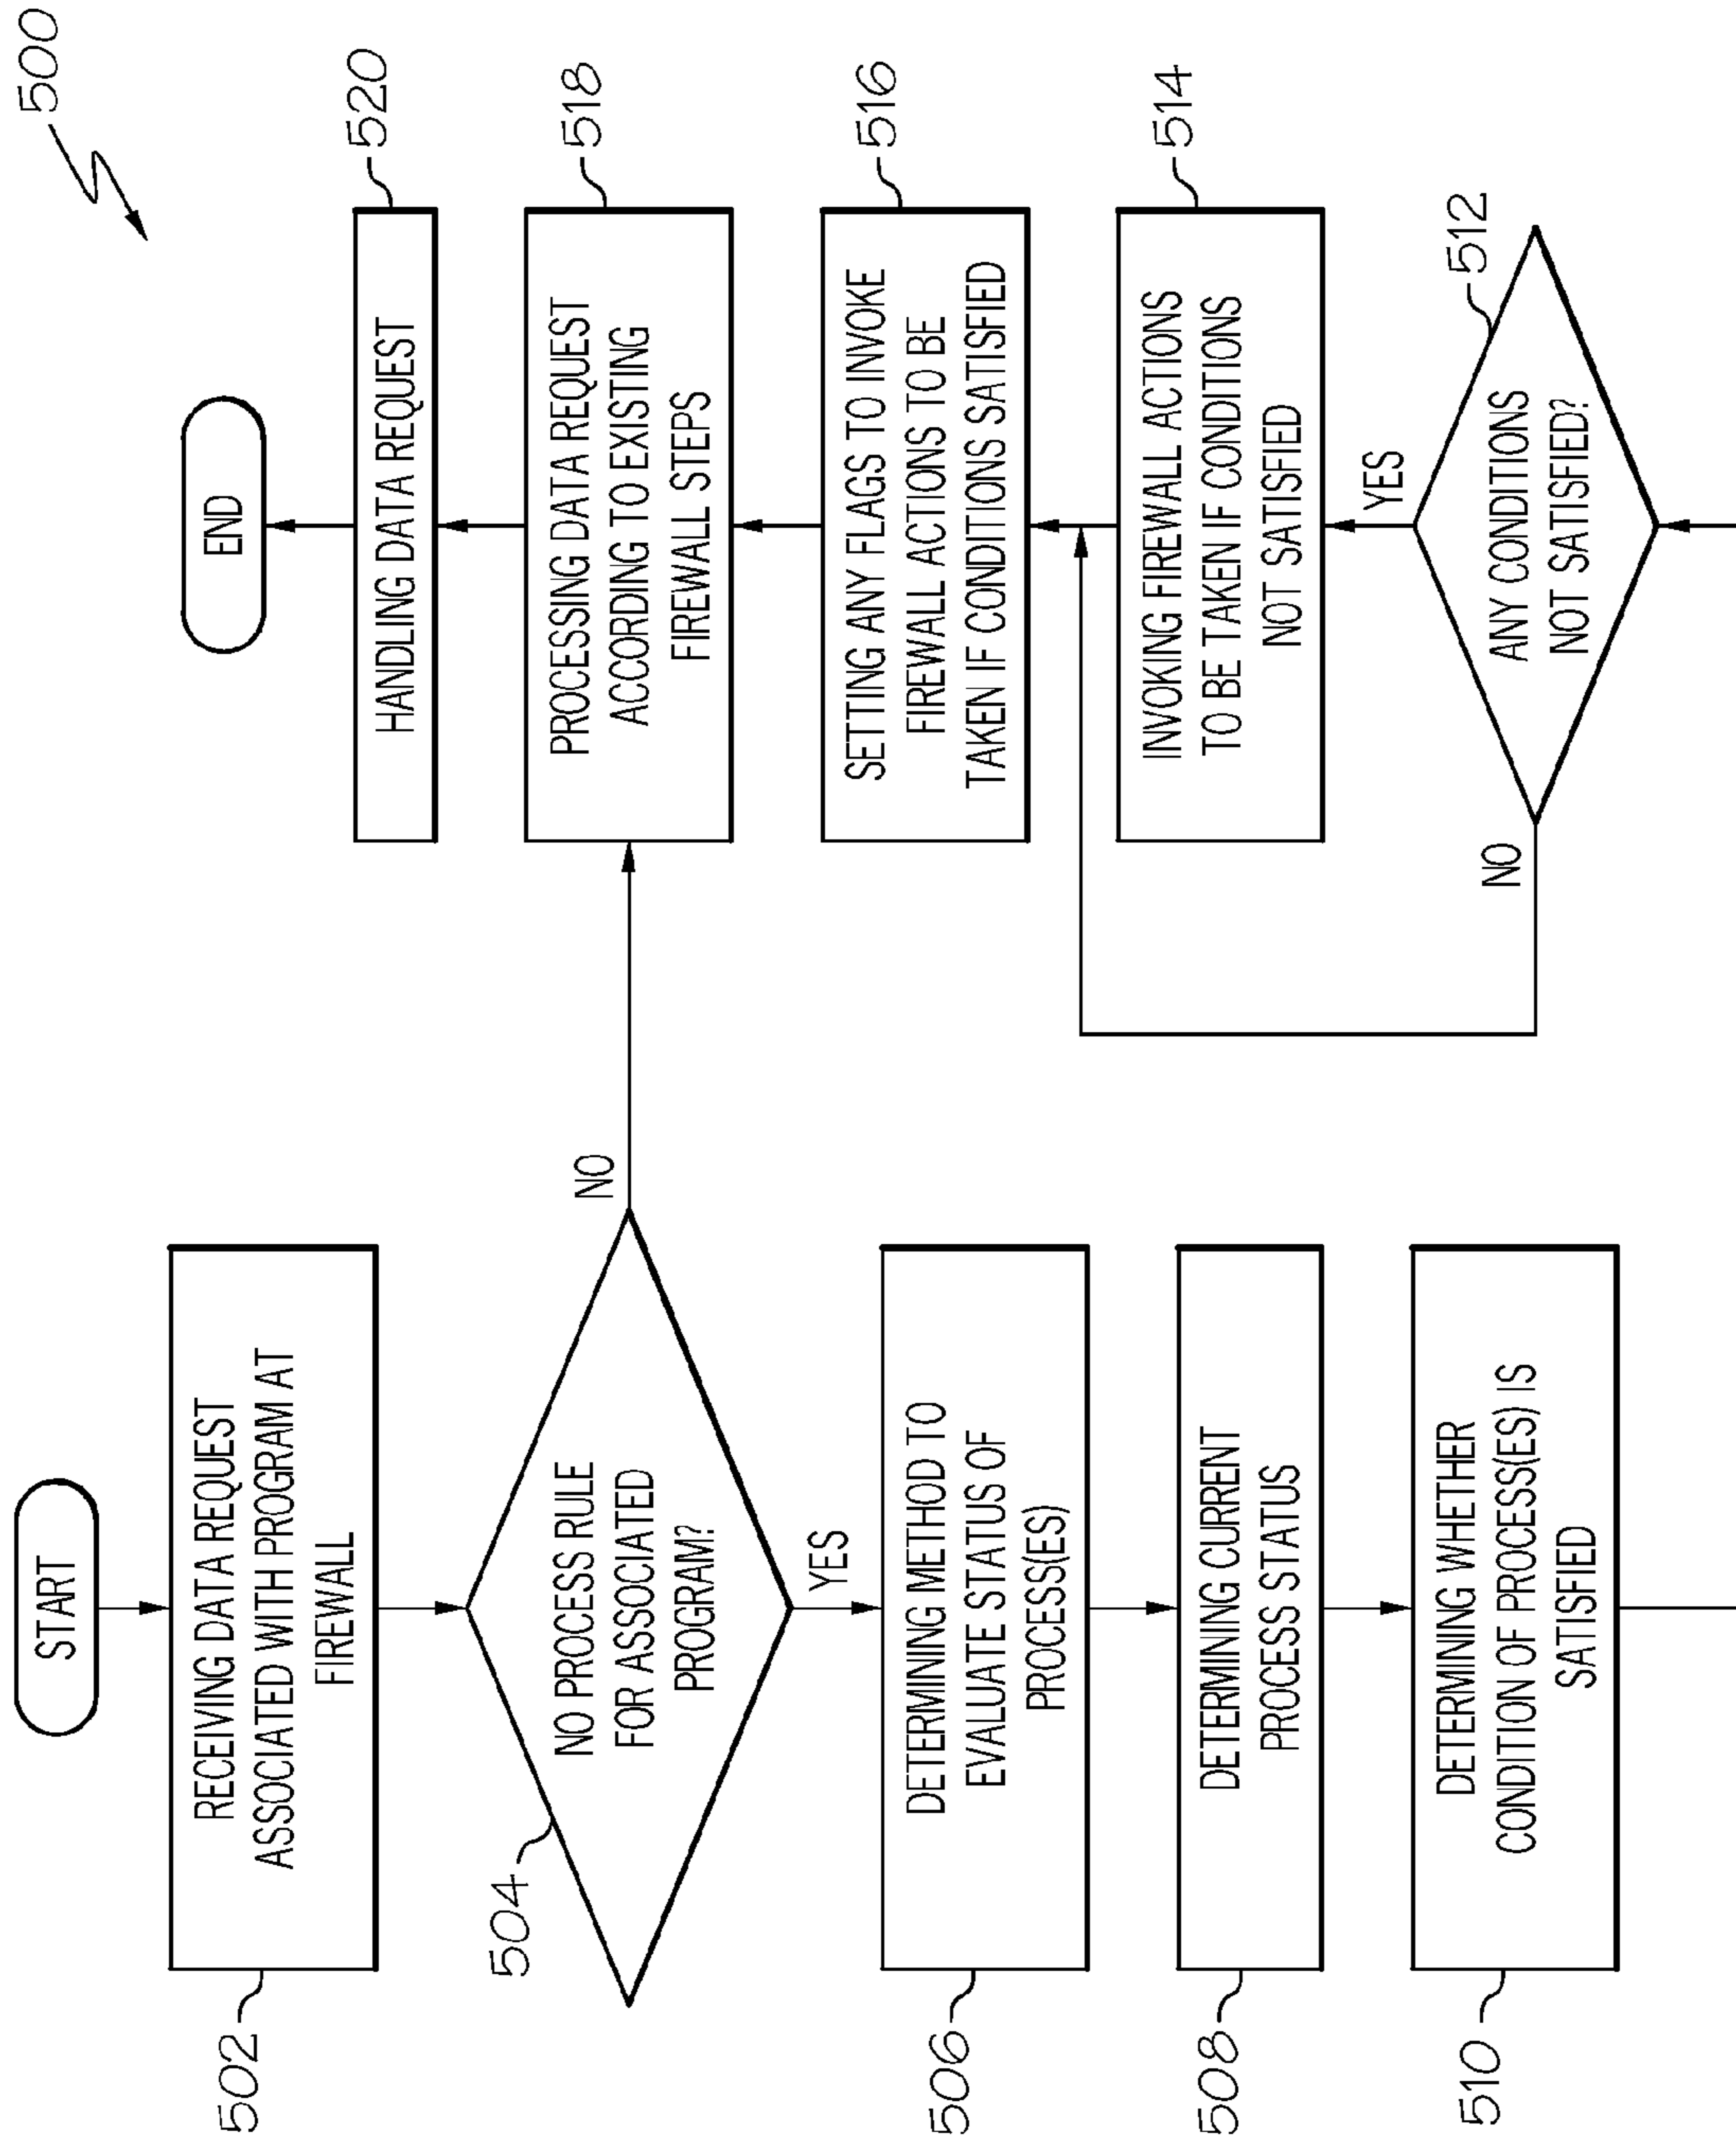 500
START
502
RECEIVING DATA REQUEST
ASSOCIATED WITH PROGRAM AT
FIREWALL
504
NO PROCESS RULE
FOR ASSOCIATED
PROGRAM?
NO
YES
506
DETERMINING METHOD TO
EVALUATE STATUS OF
PROCESS(ES)
508
DETERMINING CURRENT
PROCESS STATUS
510
DETERMINING WHETHER
CONDITION OF PROCESS(ES) IS
SATISFIED
END
HANDLING DATA REQUEST
520
PROCESSING DATA REQUEST
ACCORDING TO EXISTING
FIREWALL STEPS
518
SETTING ANY FLAGS TO INVOKE
FIREWALL ACTIONS TO BE
TAKEN IF CONDITIONS SATISFIED
516
INVOKING FIREWALL ACTIONS
TO BE TAKEN IF CONDITIONS
NOT SATISFIED
514
YES
NO
ANY CONDITIONS
NOT SATISFIED?
512